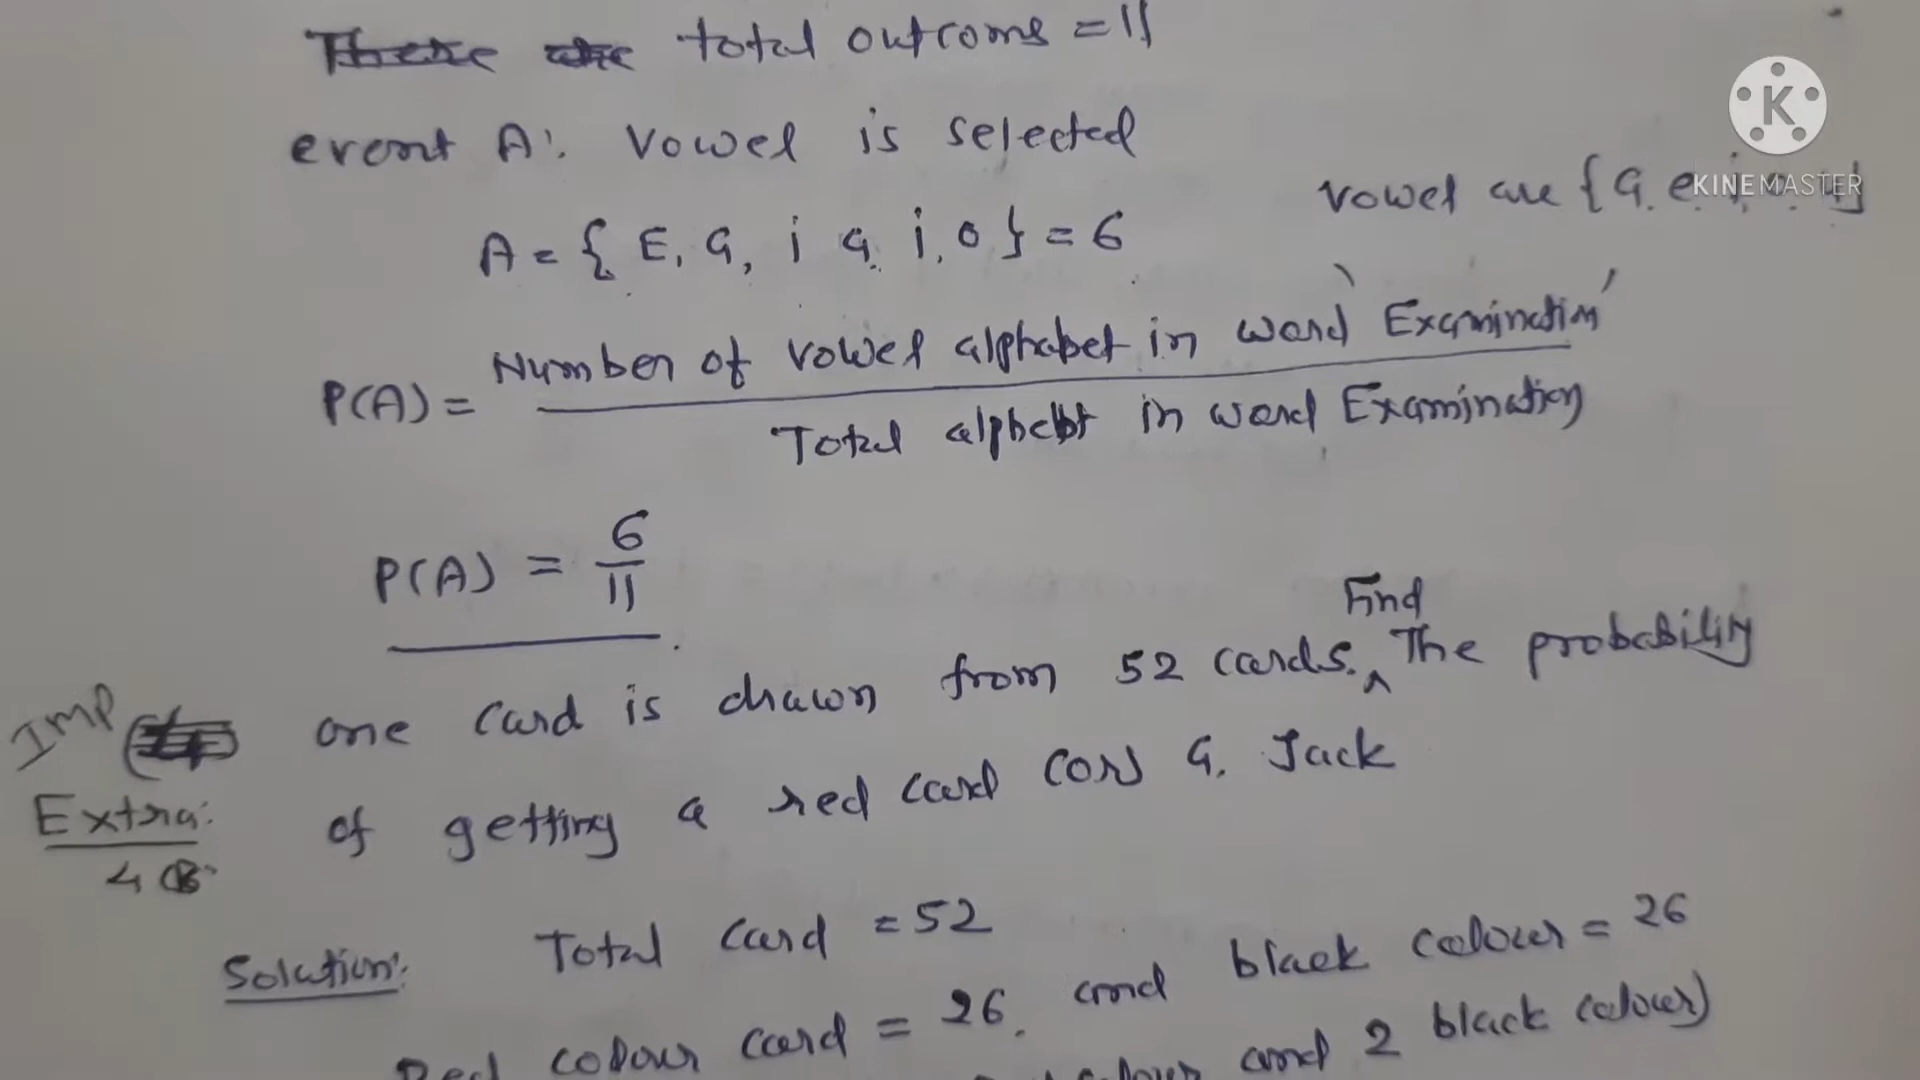 total outcoms = 11
K
KINEMASTER
event A: Vowel is selected
vowel are {a, e, i, o, u}
A = { E, a, i a, i, o } = 6
P(A) = Number of vowel alphabet in word 'Examination'
Total alphabet in word Examination
P(A) = 6
11
Find
IMP one card is drawn from 52 cards. ^ The probability
Extra: of getting a red card (or) a. Jack
4
Solution: Total card = 52
Red colour card = 26. and black colour = 26
colour and 2 black colour)